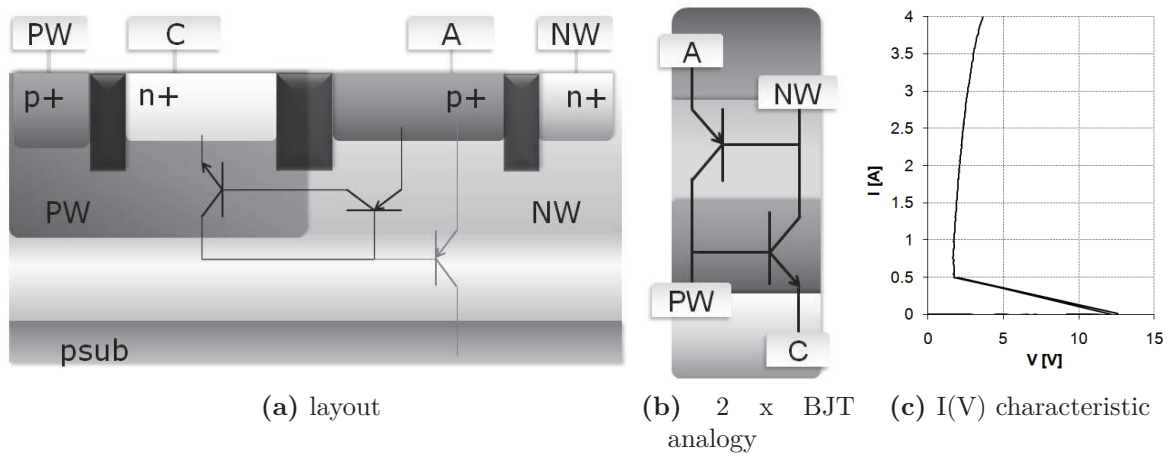 PW C A NW
p+ n+ p+ n+
PW NW
psub
(a) layout
A
NW
PW
C
(b) 2 x BJT
analogy
4
3.5
3
2.5
2
1.5
1
0.5
0
I [A]
0 5 10 15
V [V]
(c) I(V) characteristic